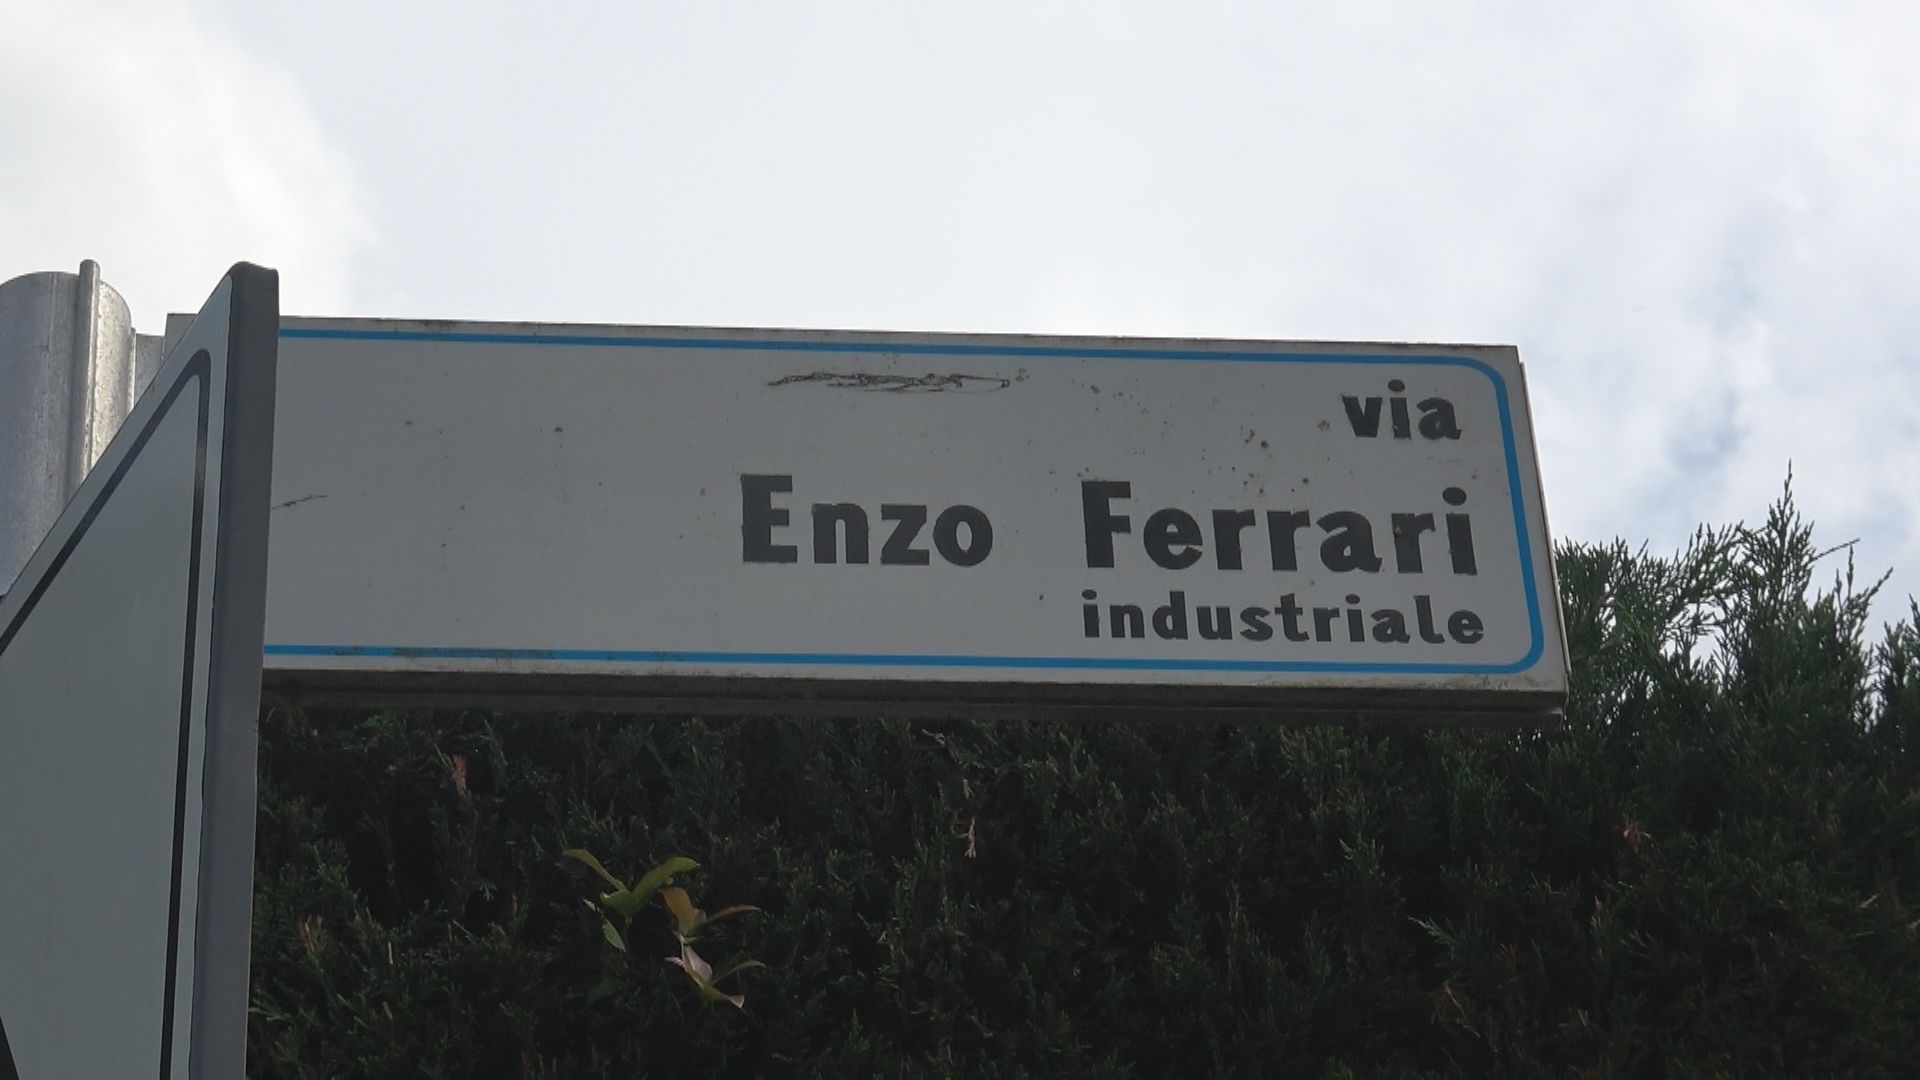 via
Enzo Ferrari
industriale